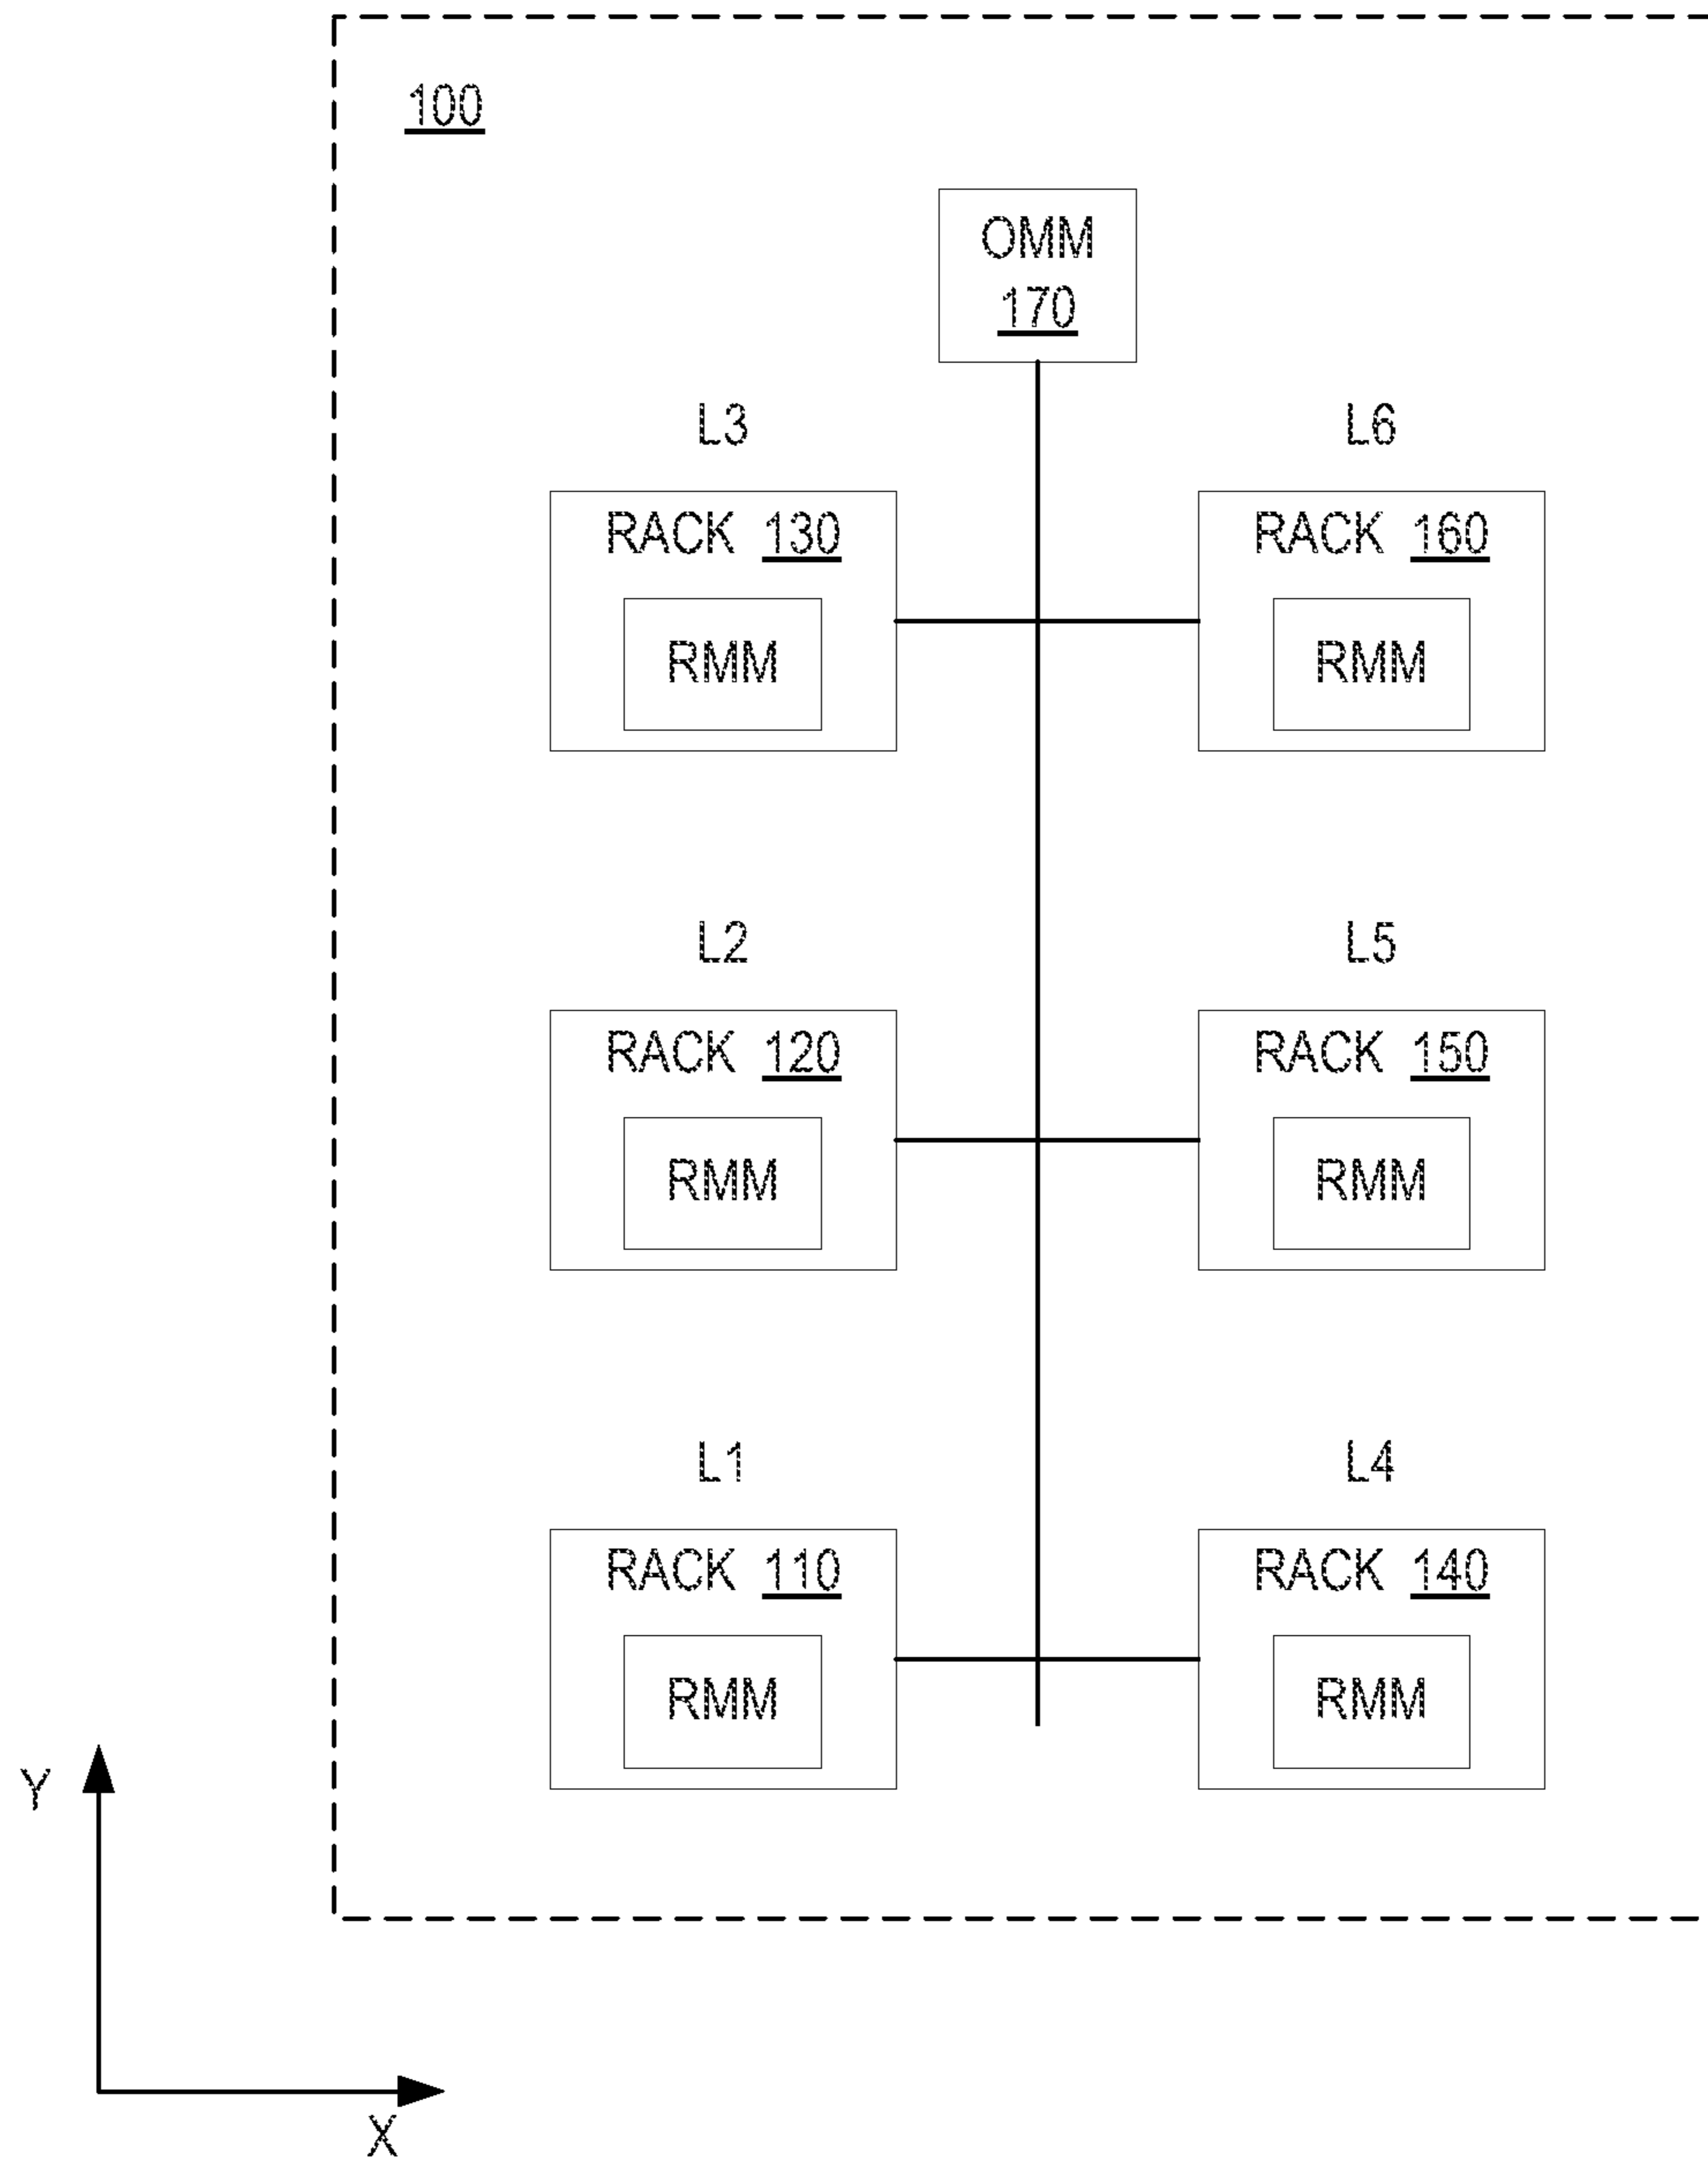 100
OMM
170
L3
L6
RACK 130
RACK 160
RMM
RMM
L2
L5
RACK 120
RACK 150
RMM
RMM
L1
L4
RACK 110
RACK 140
RMM
RMM
Y
X